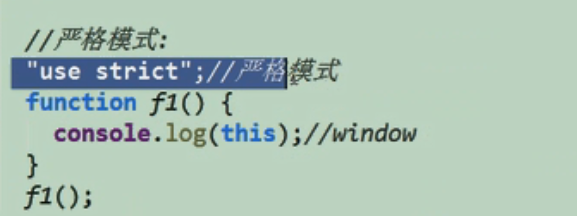 //严格模式:
"use strict";//严格模式
function f1() {
  console.log(this);//window
}
f1();